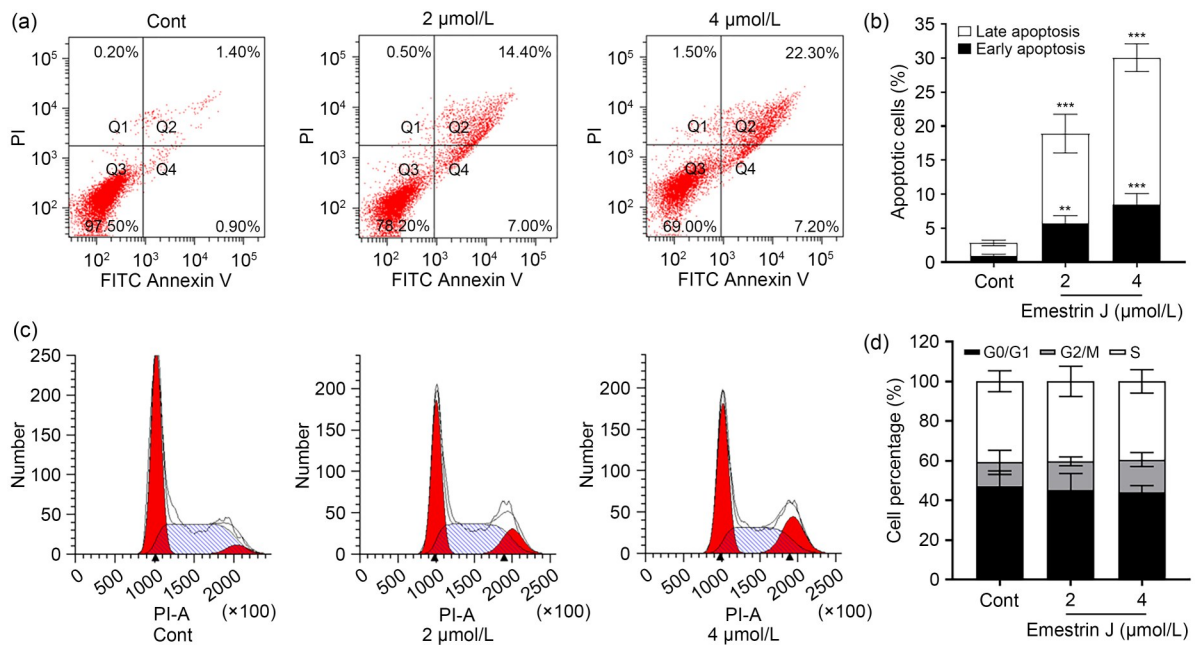 (a)
Cont
0.20%
1.40%
10⁵
10⁴
10³
10²
PI
Q1
Q2
Q3
Q4
97.50%
0.90%
10² 10³ 10⁴ 10⁵
FITC Annexin V
2 µmol/L
0.50%
14.40%
10⁵
10⁴
10³
10²
PI
Q1
Q2
Q3
Q4
78.20%
7.00%
10² 10³ 10⁴ 10⁵
FITC Annexin V
4 µmol/L
1.50%
22.30%
10⁵
10⁴
10³
10²
PI
Q1
Q2
Q3
Q4
69.00%
7.20%
10² 10³ 10⁴ 10⁵
FITC Annexin V
(b)
Late apoptosis
Early apoptosis
Apoptotic cells (%)
35
30
25
20
15
10
5
0
***
**
***
***
Cont 2 4
Emestrin J (µmol/L)
(c)
Number
250
200
150
100
50
0
0 500 1000 1500 2000
PI-A (×100)
Cont
Number
200
150
100
50
0
0 500 1000 1500 2000 2500
PI-A (×100)
2 µmol/L
Number
200
150
100
50
0
0 500 1000 1500 2000 2500
PI-A (×100)
4 µmol/L
(d)
G0/G1 G2/M S
Cell percentage (%)
120
100
80
60
40
20
0
Cont 2 4
Emestrin J (µmol/L)